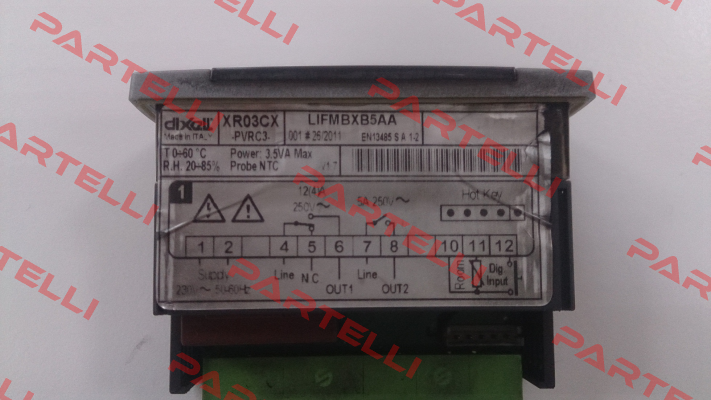 dixell
Made in ITALY
XR03CX
-PVRC3-
LIFMBXB5AA
001 # 26/2011
EN13485 S A 1-2
T 0÷60 °C
R.H. 20÷85%
Power: 3.5VA Max
Probe NTC
V1-7
1
12(4)A
250V~
5A 250V~
Hot Key
1 2 4 5 6 7 8 10 11 12
Supply
230V~ 50-60Hz
Line
N.C.
OUT1
Line
OUT2
Room
Dig.
Input
PARTELLI
PARTELLI
PARTELLI
PARTELLI
PARTELLI
PARTELLI
PARTELLI